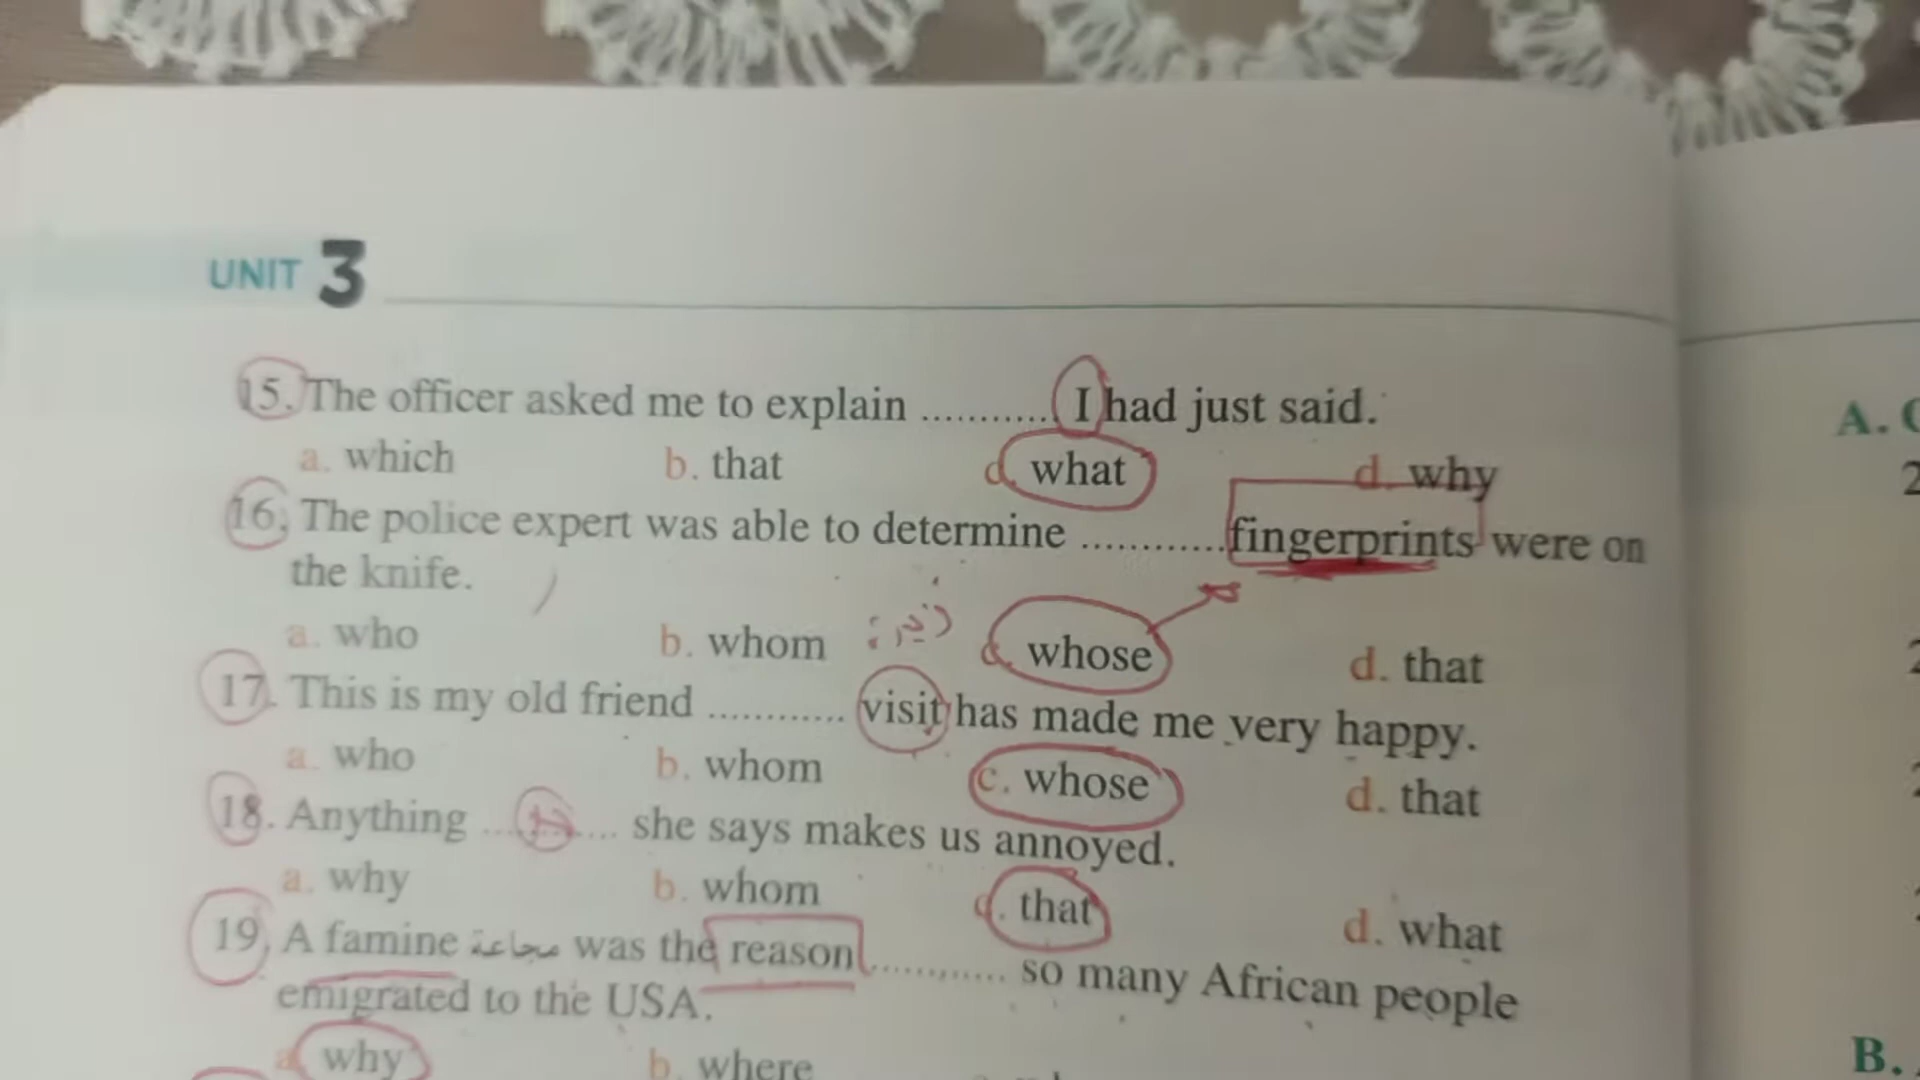 UNIT 3
15. The officer asked me to explain ............ I had just said.
a. which b. that c. what d. why
16. The police expert was able to determine ............ fingerprints were on
the knife.
a. who b. whom c. whose d. that
17. This is my old friend ............ visit has made me very happy.
a. who b. whom c. whose d. that
18. Anything ............ she says makes us annoyed.
a. why b. whom c. that d. what
19. A famine مجاعة was the reason ............ so many African people
emigrated to the USA.
a. why b. where
A.
B.